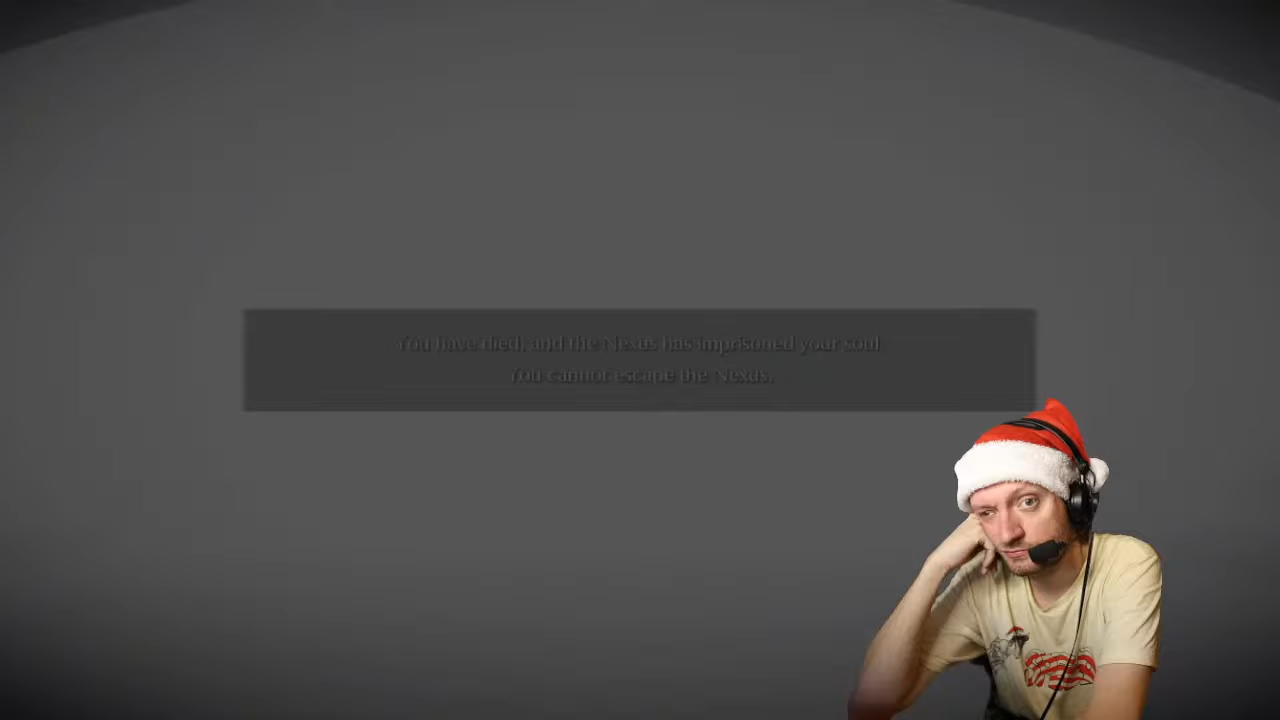 You have died, and the Nexus has imprisoned your soul
You cannot escape the Nexus.